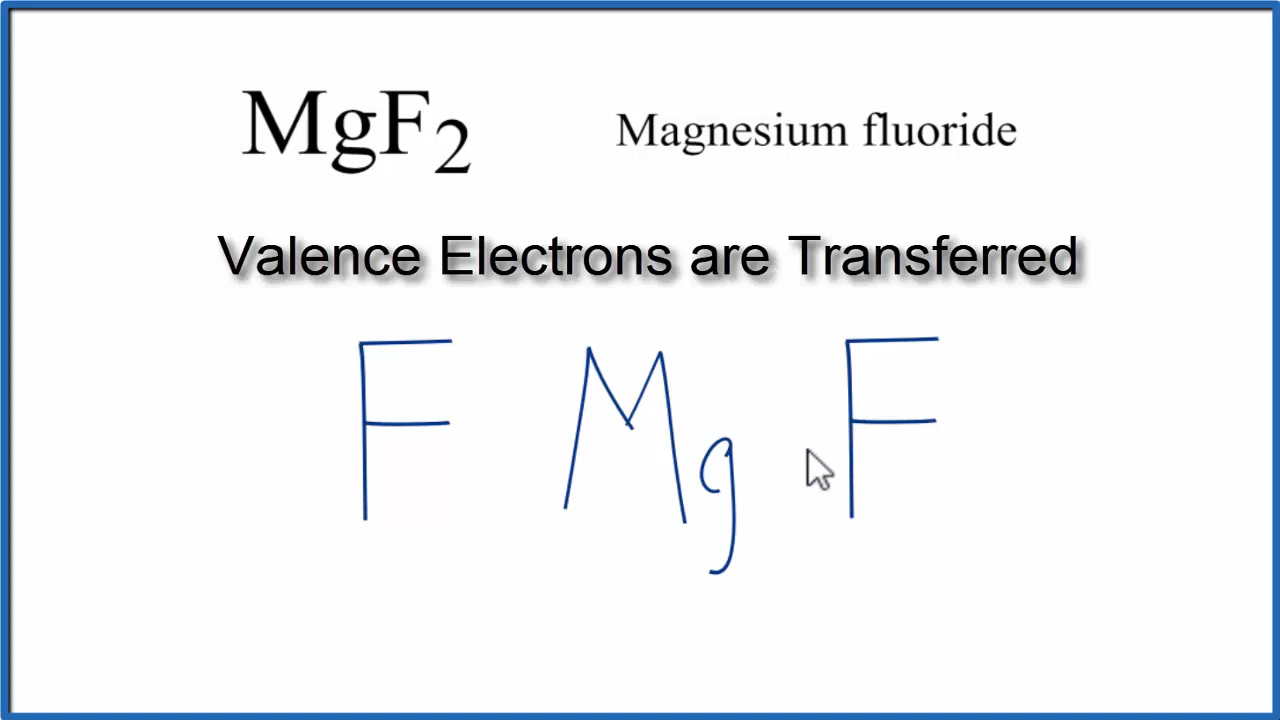 MgF₂ Magnesium fluoride
Valence Electrons are Transferred
F Mg F